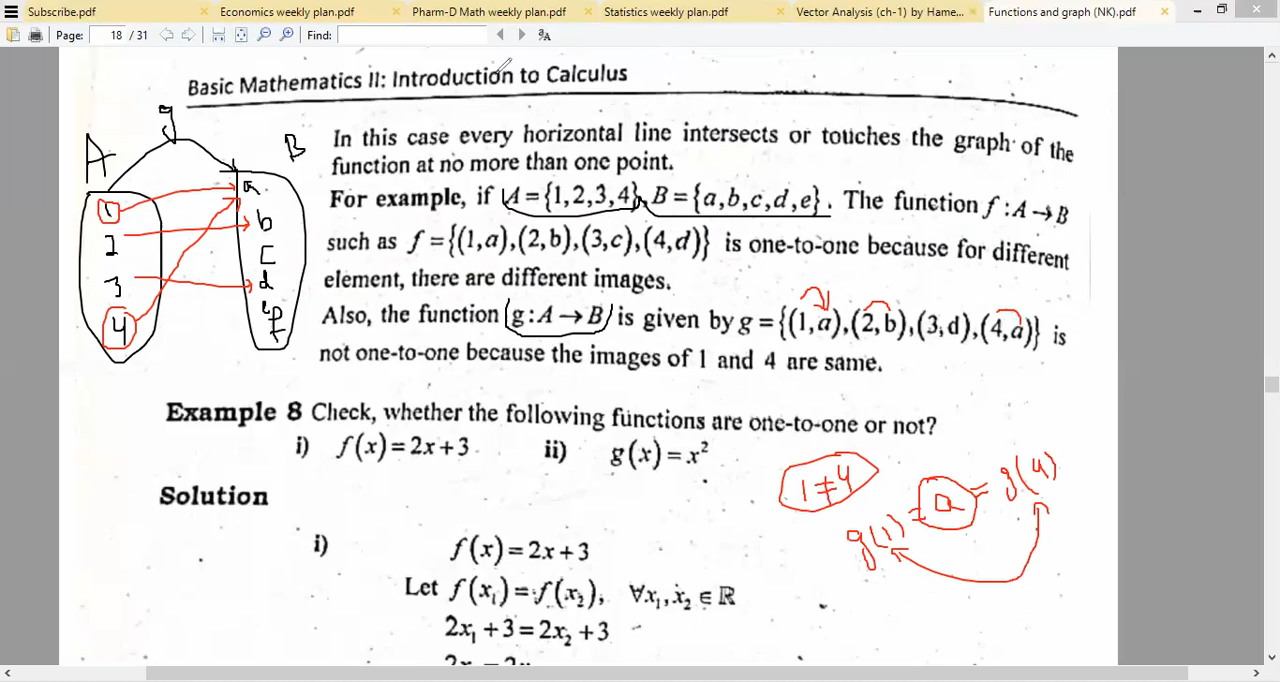 Subscribe.pdf
Economics weekly plan.pdf
Pharm-D Math weekly plan.pdf
Statistics weekly plan.pdf
Vector Analysis (ch-1) by Hame...
Functions and graph (NK).pdf
Page: 18 / 31
Find:
Basic Mathematics II: Introduction to Calculus
g
A
B
1
2
3
4
a
b
c
d
In this case every horizontal line intersects or touches the graph of the
function at no more than one point.
For example, if A = {1,2,3,4}, B = {a,b,c,d,e}. The function f : A → B
such as f = {(1,a),(2,b),(3,c),(4,d)} is one-to-one because for different
element, there are different images.
Also, the function g : A → B is given by g = {(1,a),(2,b),(3,d),(4,a)} is
not one-to-one because the images of 1 and 4 are same.
Example 8 Check, whether the following functions are one-to-one or not?
i) f(x) = 2x+3 ii) g(x) = x²
1 ≠ 4
g(1) = a = g(4)
Solution
i) f(x) = 2x+3
Let f(x₁) = f(x₂), ∀x₁, x₂ ∈ ℝ
2x₁ + 3 = 2x₂ + 3